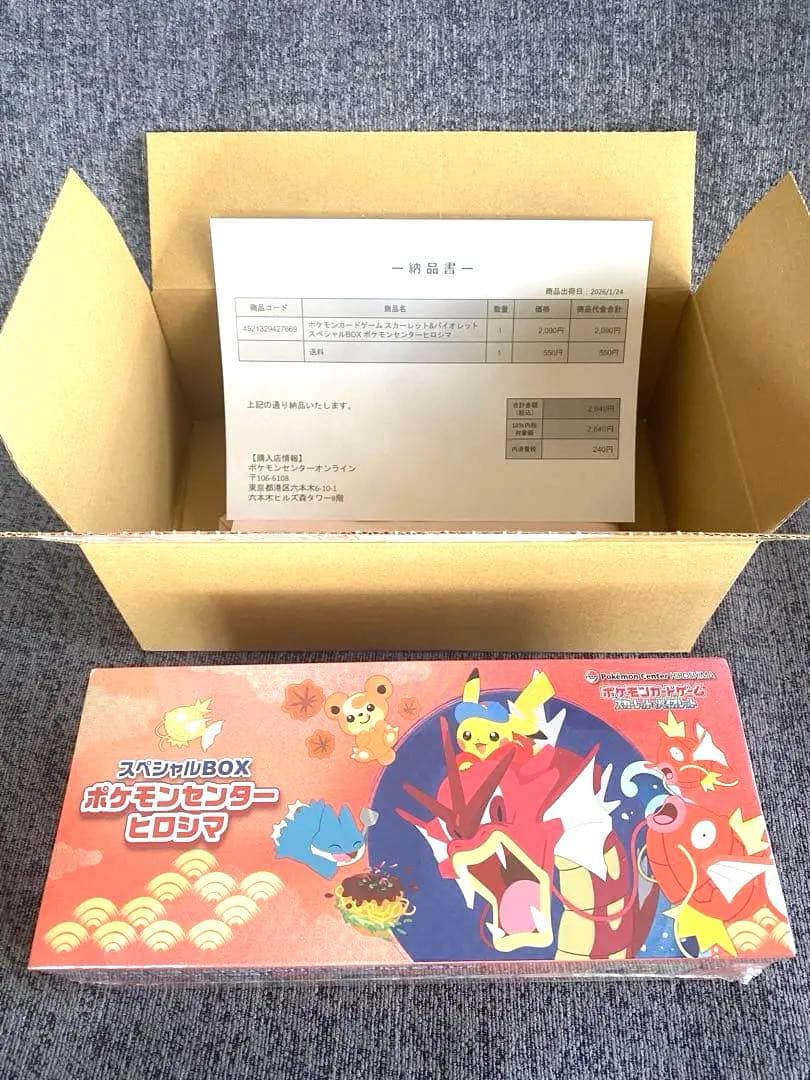 ― 納品書 ―
商品出荷日：2026/1/24
商品コード 商品名 数量 価格 商品代金合計
4521329427669 ポケモンカードゲーム スカーレット&バイオレット 1 2,090円 2,090円
スペシャルBOX ポケモンセンターヒロシマ
送料 1 550円 550円
上記の通り納品いたします。
合計金額
(税込) 2,640円
10%内税
対象額 2,640円
内消費税 240円
【購入店情報】
ポケモンセンターオンライン
〒106-6108
東京都港区六本木6-10-1
六本木ヒルズ森タワー8階
Pokémon Center HIROSHIMA
ポケモンカードゲーム
スカーレット&バイオレット
スペシャルBOX
ポケモンセンター
ヒロシマ